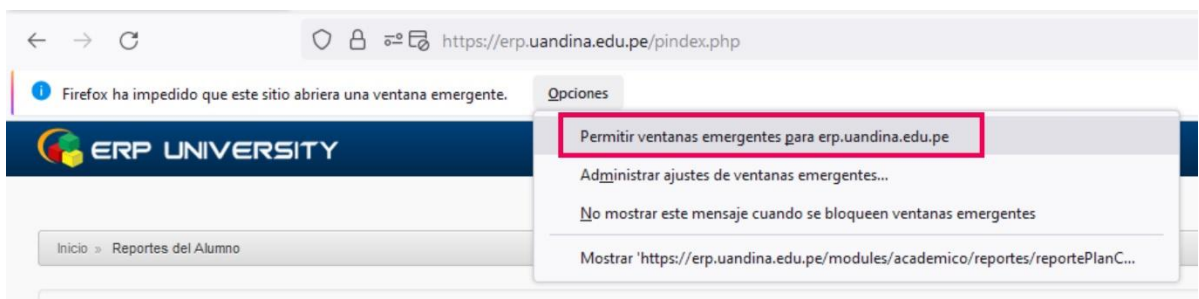 https://erp.uandina.edu.pe/pindex.php
Firefox ha impedido que este sitio abriera una ventana emergente. Opciones
ERP UNIVERSITY
Permitir ventanas emergentes para erp.uandina.edu.pe
Administrar ajustes de ventanas emergentes...
No mostrar este mensaje cuando se bloqueen ventanas emergentes
Inicio » Reportes del Alumno
Mostrar 'https://erp.uandina.edu.pe/modules/academico/reportes/reportePlanC...